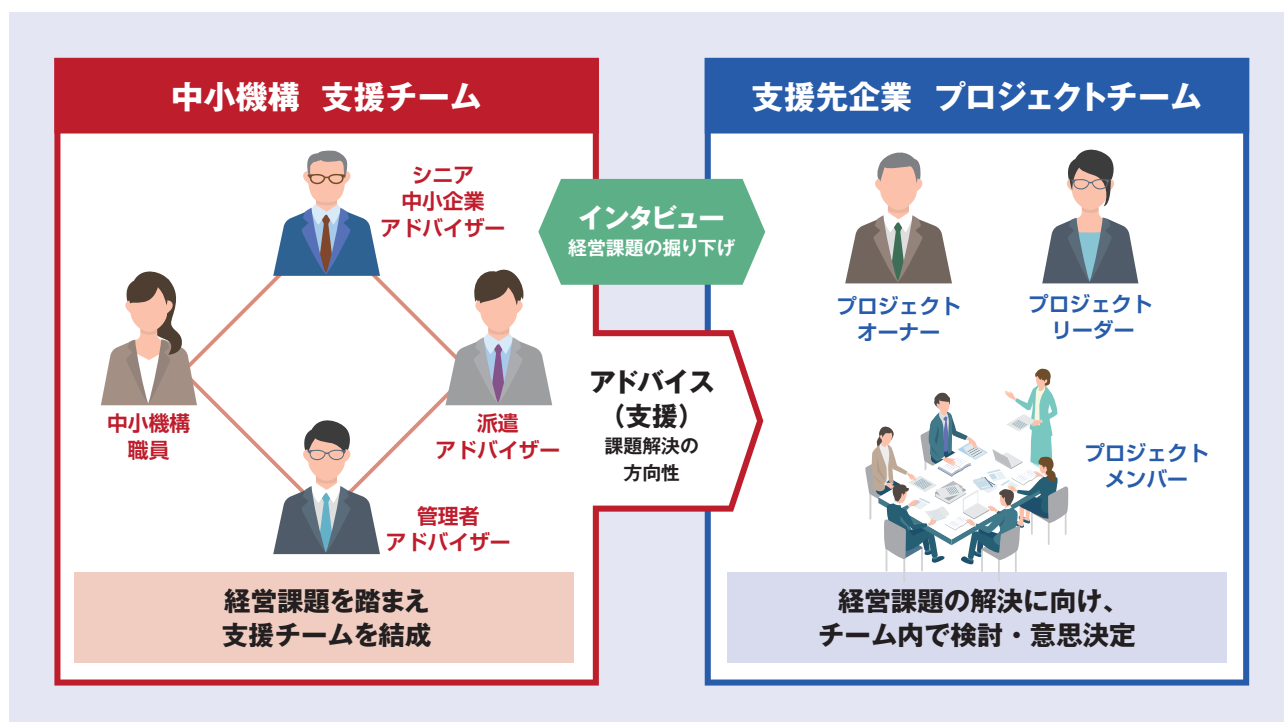 中小機構 支援チーム
シニア
中小企業
アドバイザー
中小機構
職員
派遣
アドバイザー
管理者
アドバイザー
経営課題を踏まえ
支援チームを結成
インタビュー
経営課題の掘り下げ
アドバイス
(支援)
課題解決の
方向性
支援先企業 プロジェクトチーム
プロジェクト
オーナー
プロジェクト
リーダー
プロジェクト
メンバー
経営課題の解決に向け、
チーム内で検討・意思決定